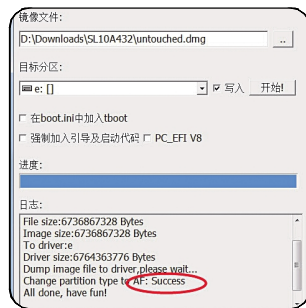 镜像文件:
D:\Downloads\SL10A432\untouched.dmg ..
目标分区:
e: [] 写入 开始!
在boot.ini中加入tboot
强制加入引导及启动代码 PC_EFI V8
进度:
日志:
File size:6736867328 Bytes
Image size:6736867328 Bytes
To driver:e
Driver size:6764363776 Bytes
Dump image file to driver,please wait...
Change partition type to AF: Success
All done, have fun!